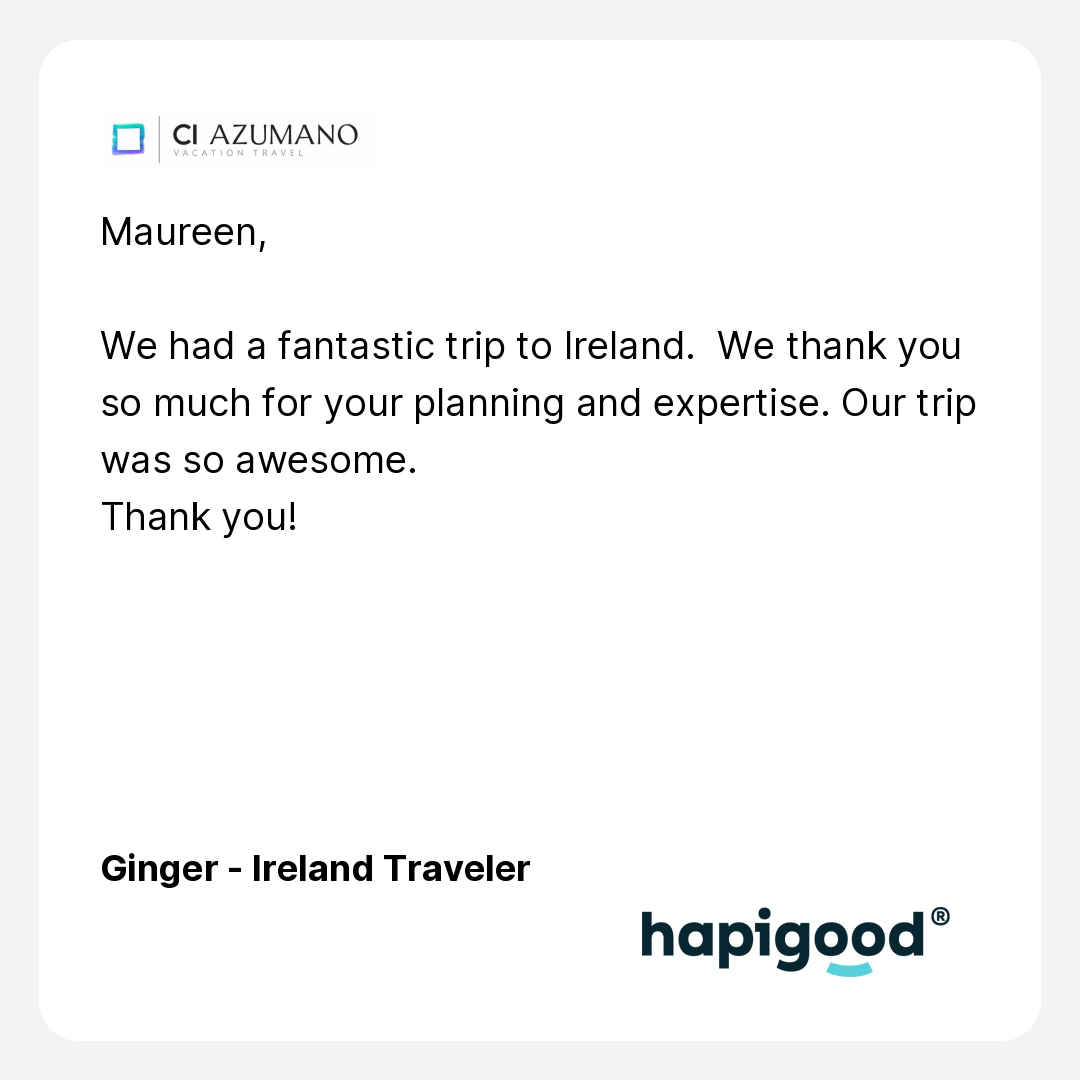 CI AZUMANO
VACATION TRAVEL
Maureen,
We had a fantastic trip to Ireland.  We thank you
so much for your planning and expertise. Our trip
was so awesome.
Thank you!
Ginger - Ireland Traveler
hapigood®